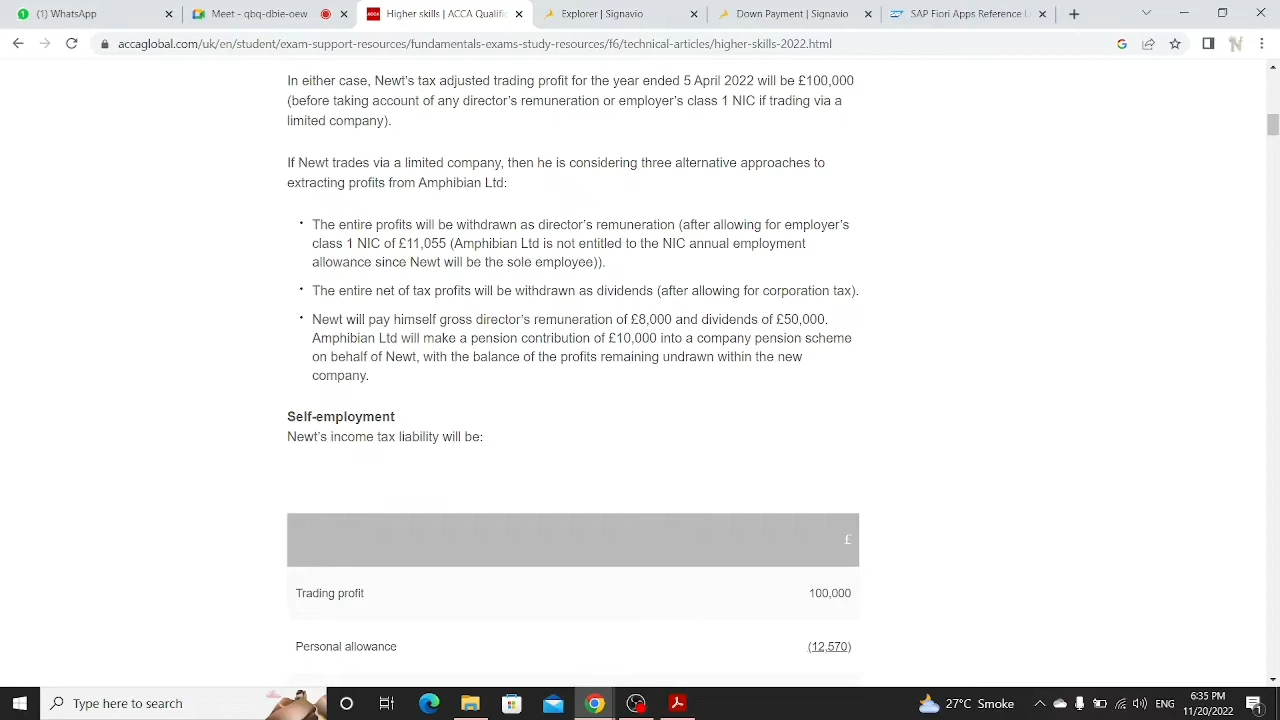 WhatsApp
Meet - qbq-dbie-oew
Higher skills | ACCA Qualific
Explorer | Signavio
Down Payment | Signavio
SAP Fiori Apps Reference L
accaglobal.com/uk/en/student/exam-support-resources/fundamentals-exams-study-resources/f6/technical-articles/higher-skills-2022.html
In either case, Newt's tax adjusted trading profit for the year ended 5 April 2022 will be £100,000
(before taking account of any director's remuneration or employer's class 1 NIC if trading via a
limited company).
If Newt trades via a limited company, then he is considering three alternative approaches to
extracting profits from Amphibian Ltd:
• The entire profits will be withdrawn as director's remuneration (after allowing for employer's
class 1 NIC of £11,055 (Amphibian Ltd is not entitled to the NIC annual employment
allowance since Newt will be the sole employee)).
• The entire net of tax profits will be withdrawn as dividends (after allowing for corporation tax).
• Newt will pay himself gross director's remuneration of £8,000 and dividends of £50,000.
Amphibian Ltd will make a pension contribution of £10,000 into a company pension scheme
on behalf of Newt, with the balance of the profits remaining undrawn within the new
company.
Self-employment
Newt's income tax liability will be:
£
Trading profit 100,000
Personal allowance (12,570)
Type here to search
27°C Smoke
ENG
6:35 PM
11/20/2022